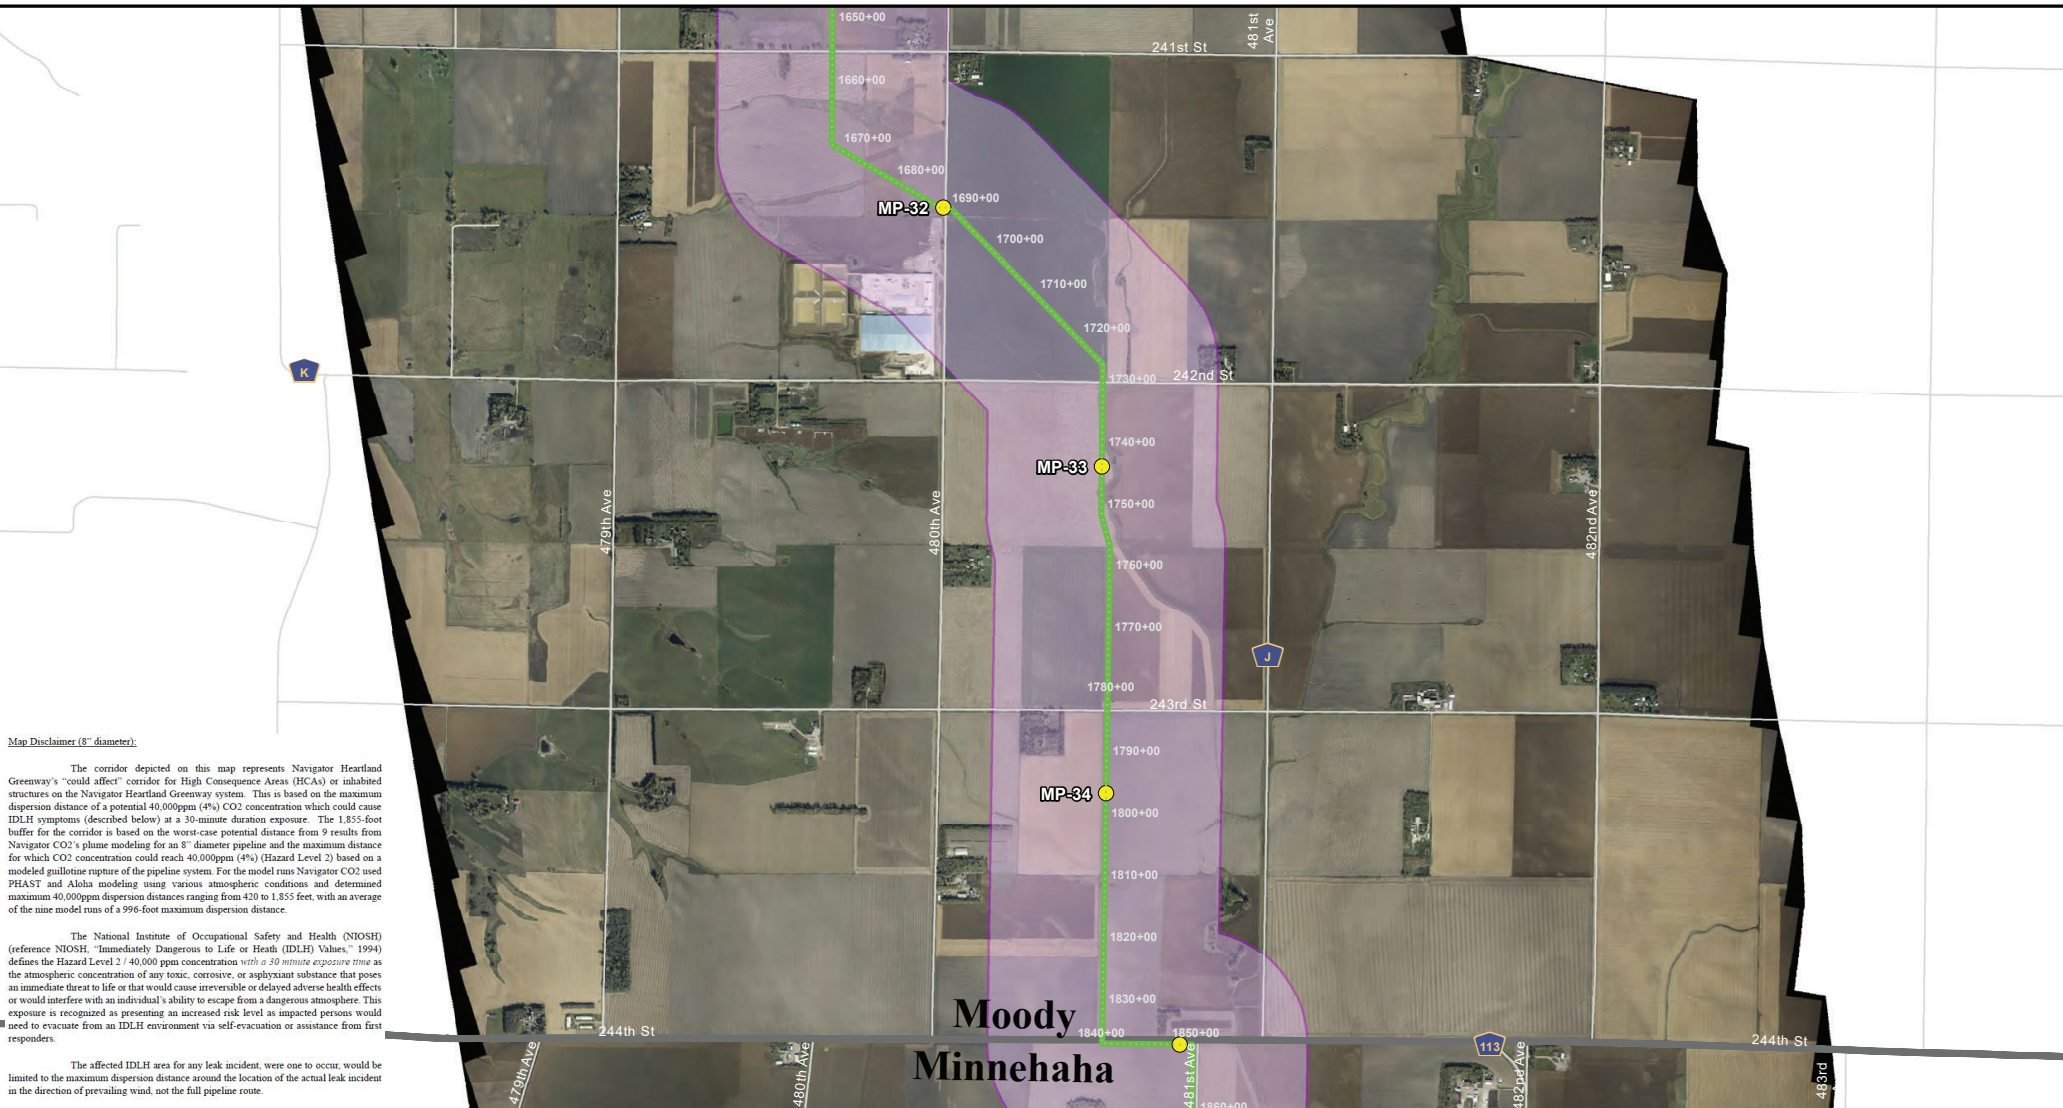 1650+00
481st
Ave
241st St
1660+00
1670+00
1680+00
1690+00
MP-32
1700+00
1710+00
1720+00
K
1730+00
242nd St
1740+00
MP-33
1750+00
479th Ave
480th Ave
482nd Ave
1760+00
1770+00
J
1780+00
243rd St
1790+00
MP-34
1800+00
1810+00
1820+00
1830+00
Moody
1840+00
1850+00
244th St
113
244th St
Minnehaha
479th Ave
480th Ave
481st Ave
482nd Ave
483rd
1860+00
Map Disclaimer (8" diameter):
The corridor depicted on this map represents Navigator Heartland
Greenway's "could affect" corridor for High Consequence Areas (HCAs) or inhabited
structures on the Navigator Heartland Greenway system. This is based on the maximum
dispersion distance of a potential 40,000ppm (4%) CO2 concentration which could cause
IDLH symptoms (described below) at a 30-minute duration exposure. The 1,855-foot
buffer for the corridor is based on the worst-case potential distance from 9 results from
Navigator CO2's plume modeling for an 8" diameter pipeline and the maximum distance
for which CO2 concentration could reach 40,000ppm (4%) (Hazard Level 2) based on a
modeled guillotine rupture of the pipeline system. For the model runs Navigator CO2 used
PHAST and Aloha modeling using various atmospheric conditions and determined
maximum 40,000ppm dispersion distances ranging from 420 to 1,855 feet, with an average
of the nine model runs of a 996-foot maximum dispersion distance.
The National Institute of Occupational Safety and Health (NIOSH)
(reference NIOSH, "Immediately Dangerous to Life or Heath (IDLH) Values," 1994)
defines the Hazard Level 2 / 40,000 ppm concentration with a 30 minute exposure time as
the atmospheric concentration of any toxic, corrosive, or asphyxiant substance that poses
an immediate threat to life or that would cause irreversible or delayed adverse health effects
or would interfere with an individual's ability to escape from a dangerous atmosphere. This
exposure is recognized as presenting an increased risk level as impacted persons would
need to evacuate from an IDLH environment via self-evacuation or assistance from first
responders.
The affected IDLH area for any leak incident, were one to occur, would be
limited to the maximum dispersion distance around the location of the actual leak incident
in the direction of prevailing wind, not the full pipeline route.